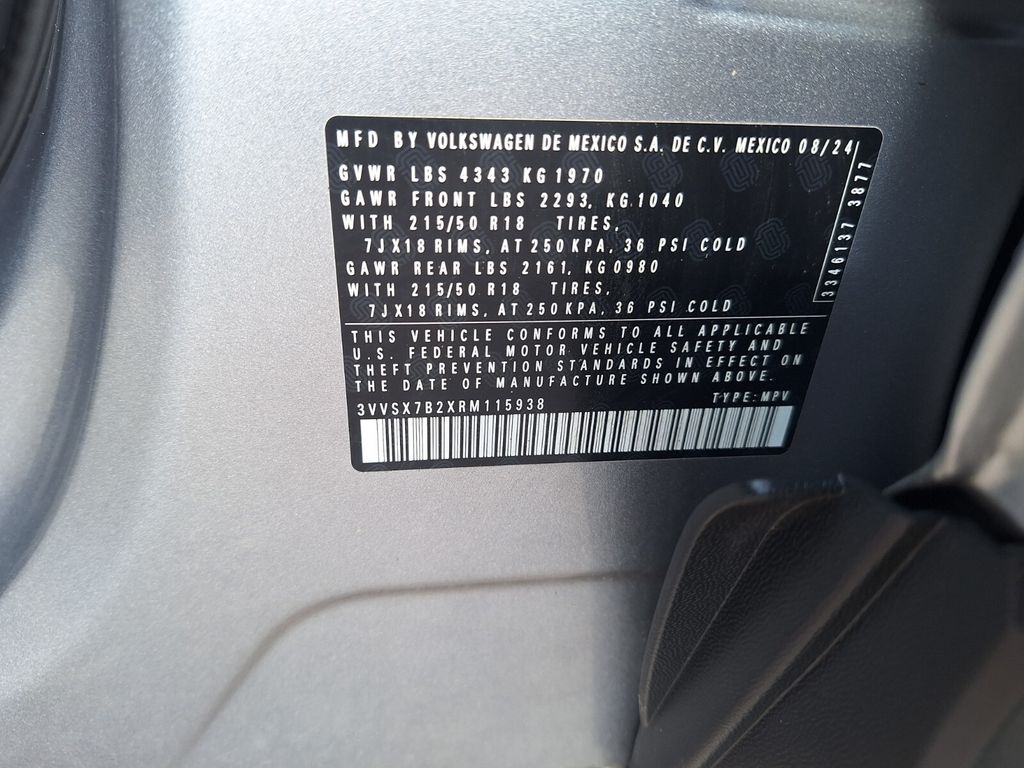 MFD BY VOLKSWAGEN DE MEXICO S.A. DE C.V. MEXICO 08/24
GVWR LBS 4343 KG 1970
GAWR FRONT LBS 2293, KG 1040
WITH 215/50 R18 TIRES,
7JX18 RIMS, AT 250 KPA, 36 PSI COLD
GAWR REAR LBS 2161, KG 0980
WITH 215/50 R18 TIRES,
7JX18 RIMS, AT 250 KPA, 36 PSI COLD
3346137 3877
THIS VEHICLE CONFORMS TO ALL APPLICABLE
U.S. FEDERAL MOTOR VEHICLE SAFETY AND
THEFT PREVENTION STANDARDS IN EFFECT ON
THE DATE OF MANUFACTURE SHOWN ABOVE.
3VVSX7B2XRM115938 TYPE: MPV